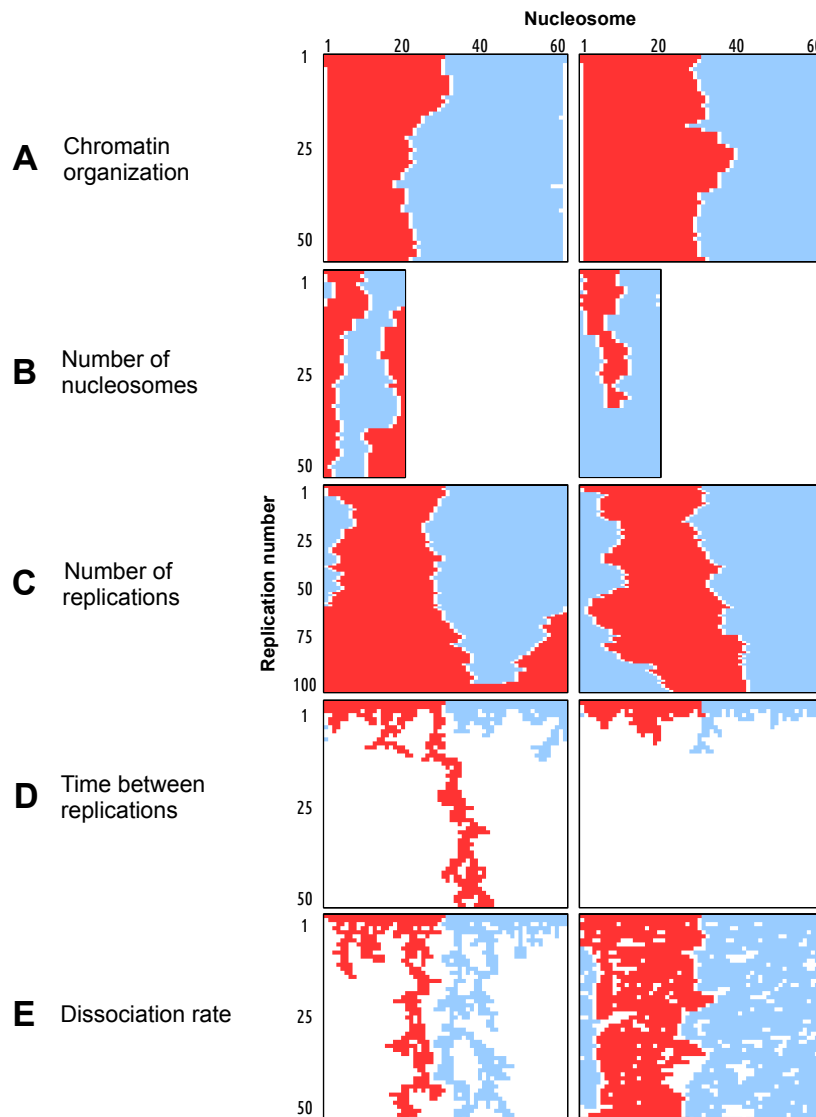 Nucleosome
1 20 40 60 1 20 40 60
A Chromatin
organization
1
25
50
B Number of
nucleosomes
1
25
50
C Number of
replications
Replication number
1
25
50
75
100
D Time between
replications
1
25
50
E Dissociation rate
1
25
50